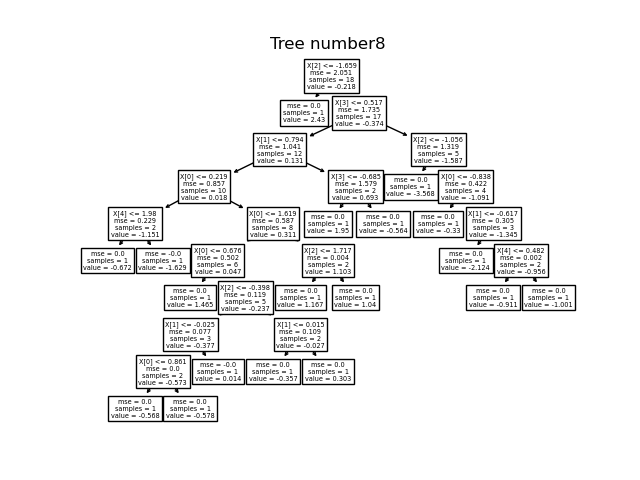 Tree number8
X[2] <= -1.659
mse = 2.051
samples = 18
value = -0.218
mse = 0.0
samples = 1
value = 2.43
X[3] <= 0.517
mse = 1.735
samples = 17
value = -0.374
X[1] <= 0.794
mse = 1.041
samples = 12
value = 0.131
X[2] <= -1.056
mse = 1.319
samples = 5
value = -1.587
X[0] <= 0.219
mse = 0.857
samples = 10
value = 0.018
X[3] <= -0.685
mse = 1.579
samples = 2
value = 0.693
mse = 0.0
samples = 1
value = -3.568
X[0] <= -0.838
mse = 0.422
samples = 4
value = -1.091
X[4] <= 1.98
mse = 0.229
samples = 2
value = -1.151
X[0] <= 1.619
mse = 0.587
samples = 8
value = 0.311
mse = 0.0
samples = 1
value = 1.95
mse = 0.0
samples = 1
value = -0.564
mse = 0.0
samples = 1
value = -0.33
X[1] <= -0.617
mse = 0.305
samples = 3
value = -1.345
mse = 0.0
samples = 1
value = -0.672
mse = -0.0
samples = 1
value = -1.629
X[0] <= 0.676
mse = 0.502
samples = 6
value = 0.047
X[2] <= 1.717
mse = 0.004
samples = 2
value = 1.103
mse = 0.0
samples = 1
value = -2.124
X[4] <= 0.482
mse = 0.002
samples = 2
value = -0.956
mse = 0.0
samples = 1
value = 1.465
X[2] <= -0.398
mse = 0.119
samples = 5
value = -0.237
mse = 0.0
samples = 1
value = 1.167
mse = 0.0
samples = 1
value = 1.04
mse = 0.0
samples = 1
value = -0.911
mse = 0.0
samples = 1
value = -1.001
X[1] <= -0.025
mse = 0.077
samples = 3
value = -0.377
X[1] <= 0.015
mse = 0.109
samples = 2
value = -0.027
X[0] <= 0.861
mse = 0.0
samples = 2
value = -0.573
mse = -0.0
samples = 1
value = 0.014
mse = 0.0
samples = 1
value = -0.357
mse = 0.0
samples = 1
value = 0.303
mse = 0.0
samples = 1
value = -0.568
mse = 0.0
samples = 1
value = -0.578